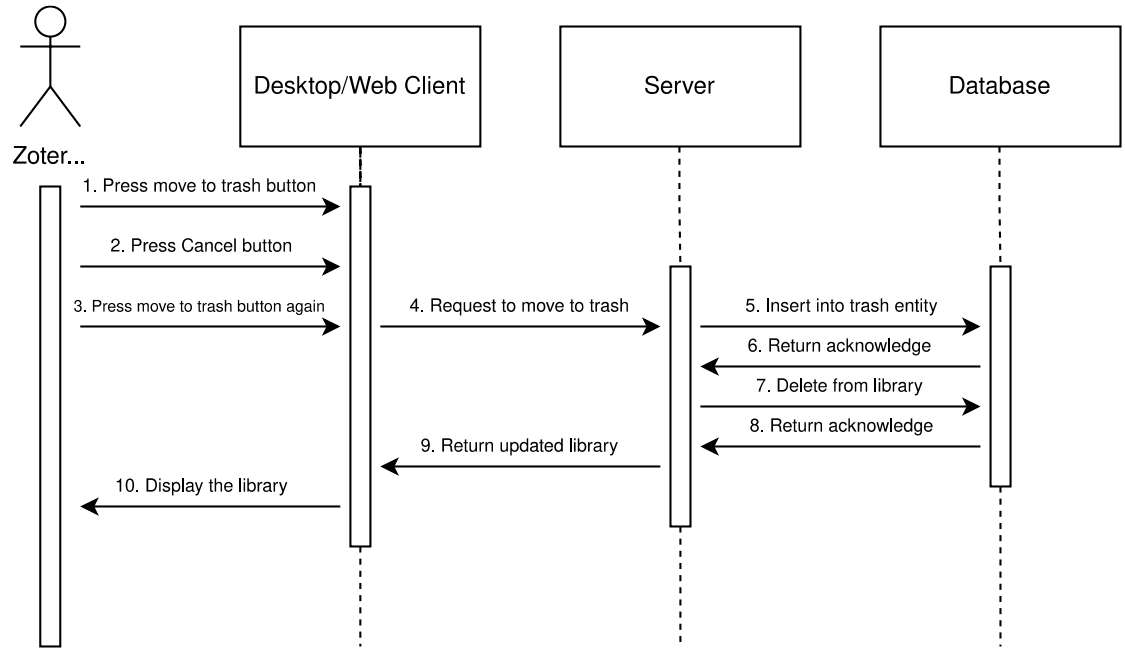 Desktop/Web Client
Server
Database
Zoter...
1. Press move to trash button
2. Press Cancel button
3. Press move to trash button again
4. Request to move to trash
5. Insert into trash entity
6. Return acknowledge
7. Delete from library
8. Return acknowledge
9. Return updated library
10. Display the library